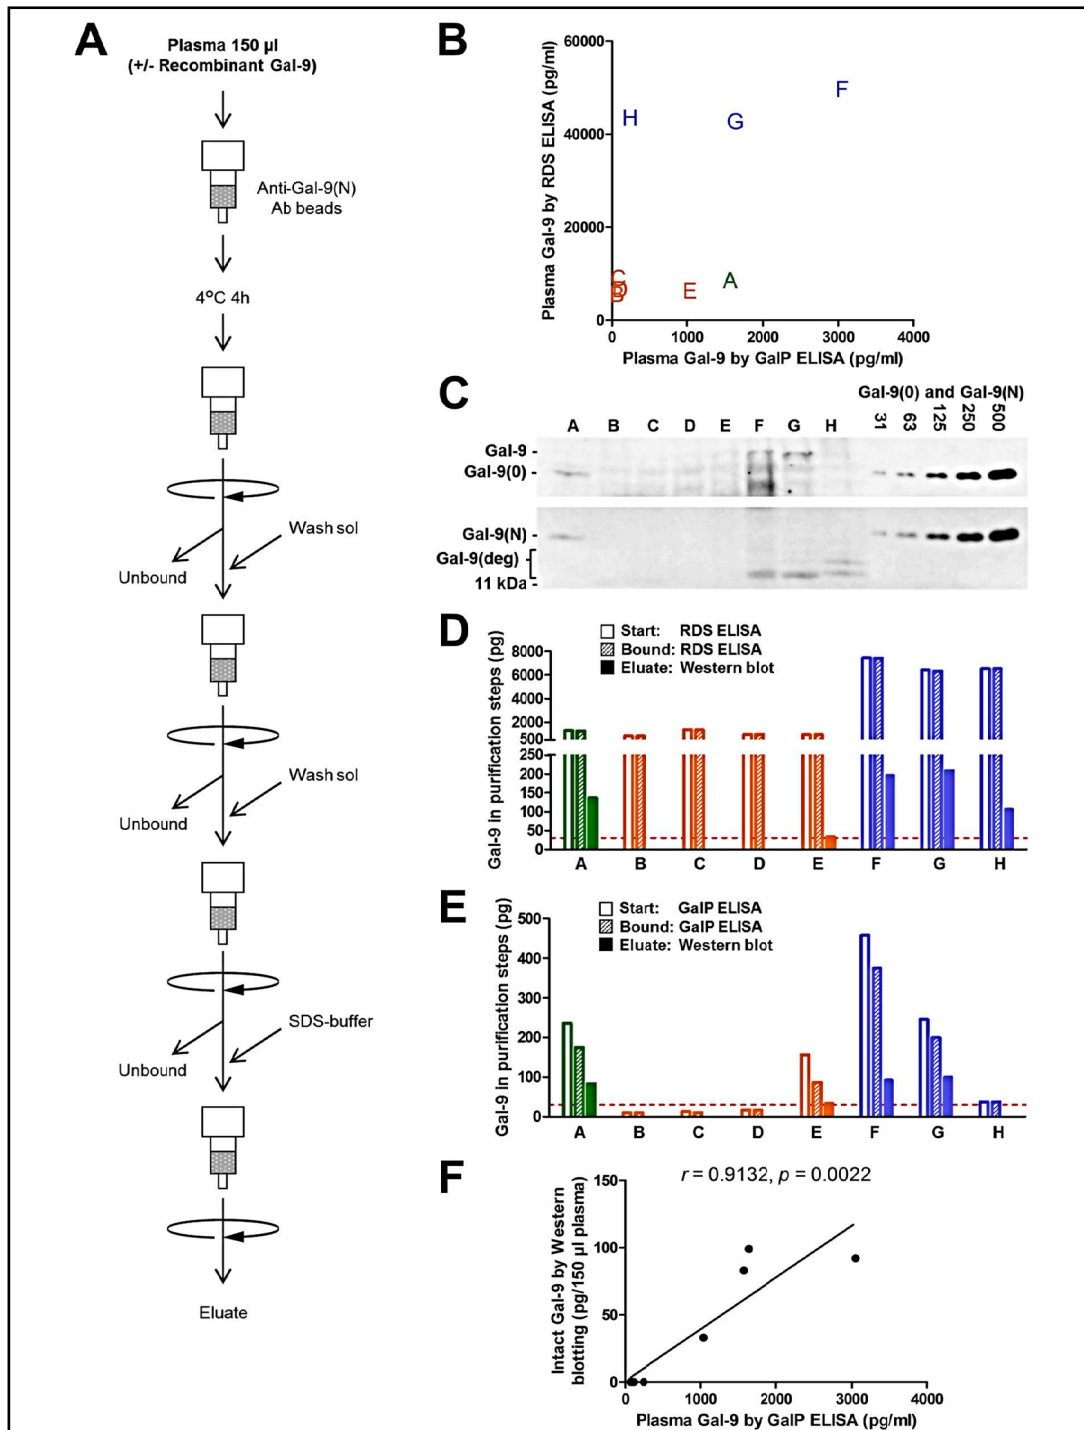 A
Plasma 150 µl
(+/- Recombinant Gal-9)
Anti-Gal-9(N)
Ab beads
4°C 4h
Wash sol
Unbound
Wash sol
Unbound
SDS-buffer
Unbound
Eluate
B
Plasma Gal-9 by RDS ELISA (pg/ml)
60000
40000
20000
0
H
G
F
C
D
B
E
A
0 1000 2000 3000 4000
Plasma Gal-9 by GalP ELISA (pg/ml)
C
Gal-9(0) and Gal-9(N)
A B C D E F G H 31 63 125 250 500
Gal-9 -
Gal-9(0) -
Gal-9(N) -
Gal-9(deg) -
11 kDa -
D
Gal-9 in purification steps (pg)
Start: RDS ELISA
Bound: RDS ELISA
Eluate: Western blot
8000
6000
4000
2000
500
250
200
150
100
50
0
A B C D E F G H
E
Gal-9 in purification steps (pg)
Start: GalP ELISA
Bound: GalP ELISA
Eluate: Western blot
500
400
300
200
100
0
A B C D E F G H
F
r = 0.9132, p = 0.0022
Intact Gal-9 by Western
blotting (pg/150 µl plasma)
150
100
50
0
0 1000 2000 3000 4000
Plasma Gal-9 by GalP ELISA (pg/ml)